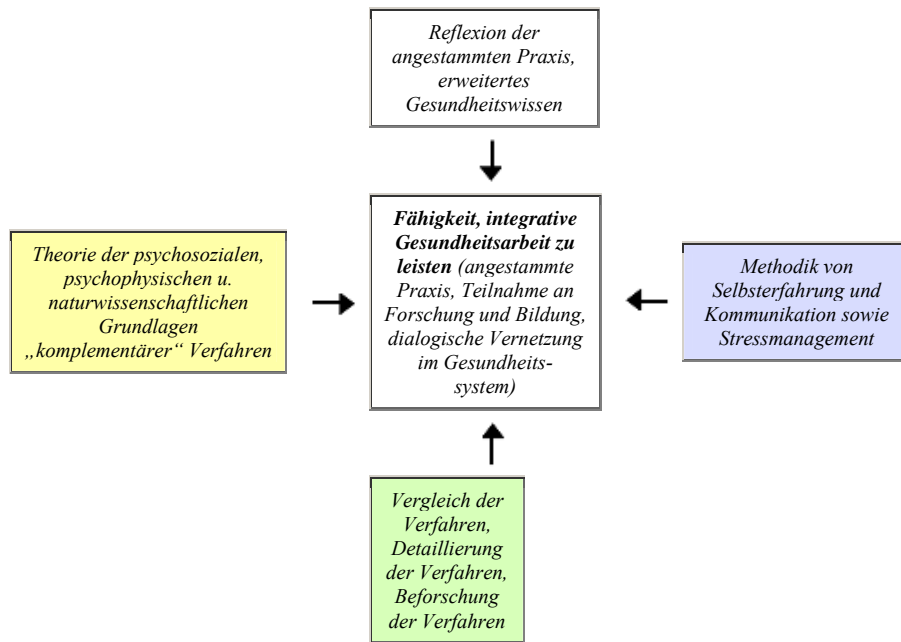 Reflexion der
angestammten Praxis,
erweitertes
Gesundheitswissen
Theorie der psychosozialen,
psychophysischen u.
naturwissenschaftlichen
Grundlagen
„komplementärer“ Verfahren
Fähigkeit, integrative
Gesundheitsarbeit zu
leisten (angestammte
Praxis, Teilnahme an
Forschung und Bildung,
dialogische Vernetzung
im Gesundheits-
system)
Methodik von
Selbsterfahrung und
Kommunikation sowie
Stressmanagement
Vergleich der
Verfahren,
Detaillierung
der Verfahren,
Beforschung
der Verfahren